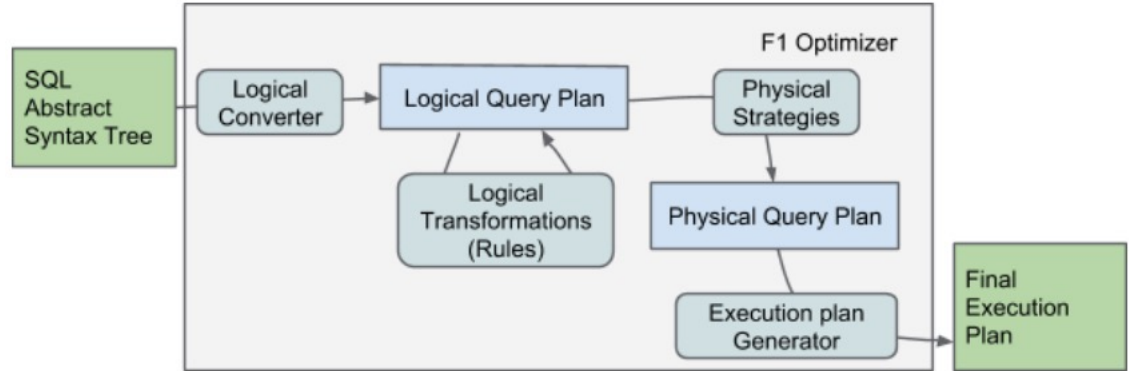 F1 Optimizer
SQL
Abstract
Syntax Tree
Logical
Converter
Logical Query Plan
Physical
Strategies
Logical
Transformations
(Rules)
Physical Query Plan
Execution plan
Generator
Final
Execution
Plan